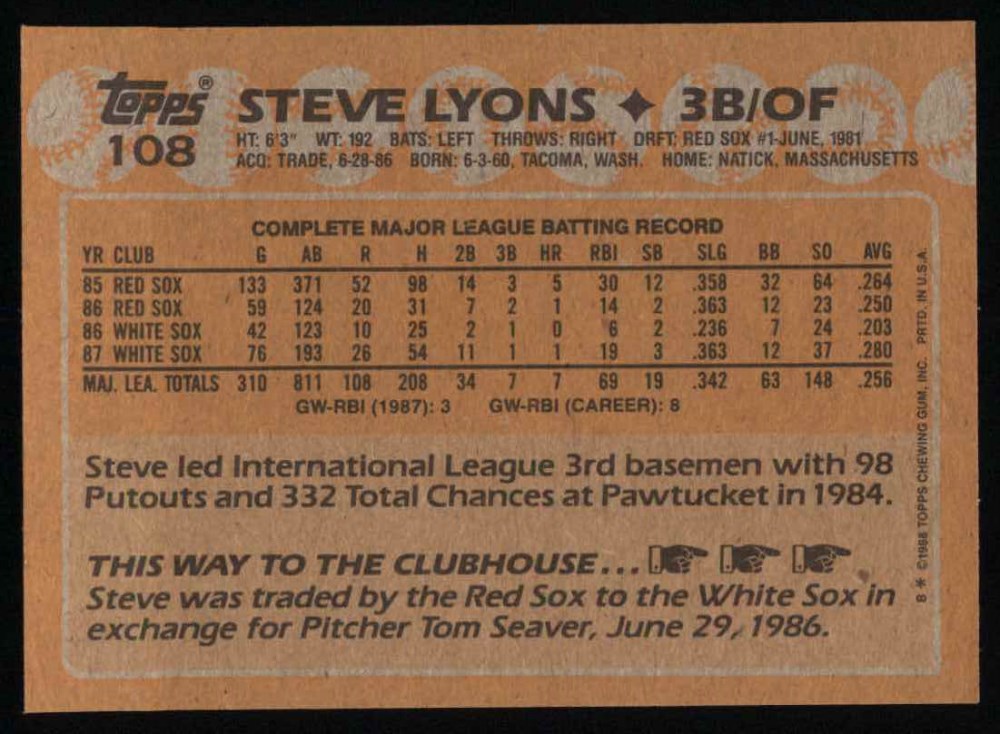 Topps® STEVE LYONS ✦ 3B/OF
108 HT: 6'3" WT: 192 BATS: LEFT THROWS: RIGHT DRFT: RED SOX #1-JUNE, 1981
ACQ: TRADE, 6-28-86 BORN: 6-3-60, TACOMA, WASH. HOME: NATICK, MASSACHUSETTS
COMPLETE MAJOR LEAGUE BATTING RECORD
YR CLUB G AB R H 2B 3B HR RBI SB SLG BB SO AVG
85 RED SOX 133 371 52 98 14 3 5 30 12 .358 32 64 .264
86 RED SOX 59 124 20 31 7 2 1 14 2 .363 12 23 .250
86 WHITE SOX 42 123 10 25 2 1 0 6 2 .236 7 24 .203
87 WHITE SOX 76 193 26 54 11 1 1 19 3 .363 12 37 .280
MAJ. LEA. TOTALS 310 811 108 208 34 7 7 69 19 .342 63 148 .256
GW-RBI (1987): 3 GW-RBI (CAREER): 8
Steve led International League 3rd basemen with 98
Putouts and 332 Total Chances at Pawtucket in 1984.
THIS WAY TO THE CLUBHOUSE...
Steve was traded by the Red Sox to the White Sox in
exchange for Pitcher Tom Seaver, June 29, 1986.
8 * ©1988 TOPPS CHEWING GUM, INC. PRTD. IN U.S.A.